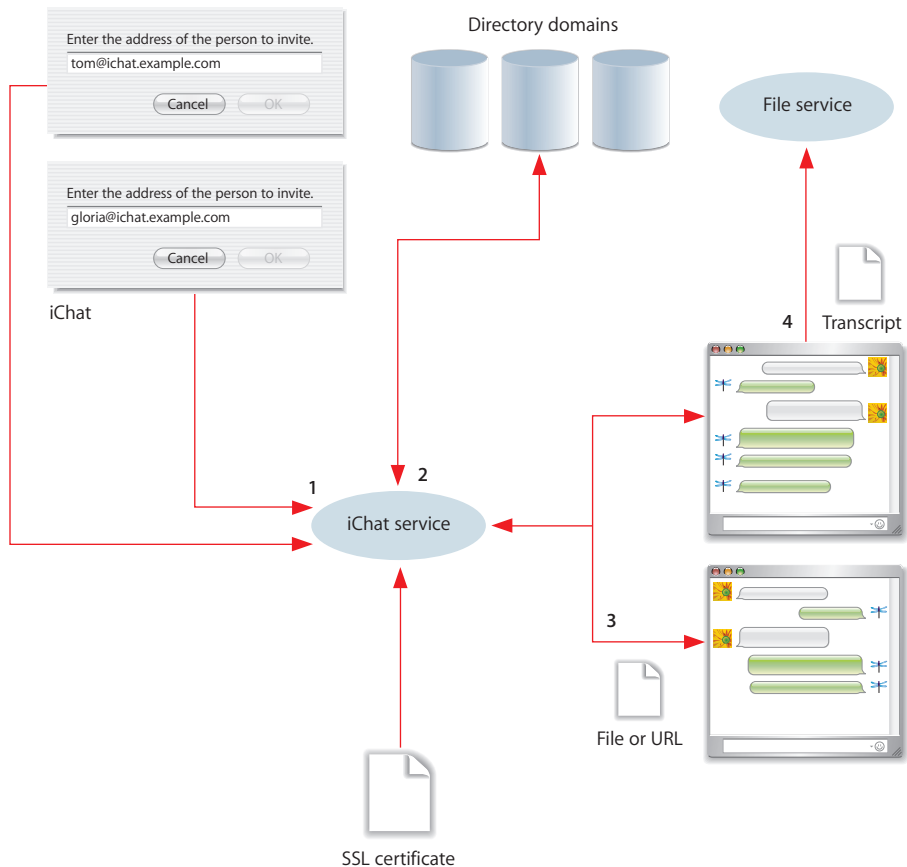 Enter the address of the person to invite.
tom@ichat.example.com
Cancel
OK
Enter the address of the person to invite.
gloria@ichat.example.com
Cancel
OK
iChat
Directory domains
File service
4
Transcript
1
2
iChat service
3
File or URL
SSL certificate